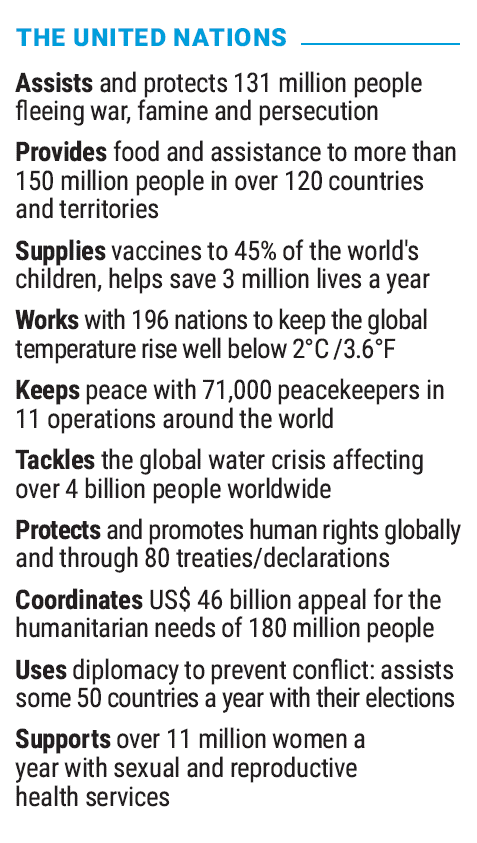 THE UNITED NATIONS
Assists and protects 131 million people
fleeing war, famine and persecution
Provides food and assistance to more than
150 million people in over 120 countries
and territories
Supplies vaccines to 45% of the world's
children, helps save 3 million lives a year
Works with 196 nations to keep the global
temperature rise well below 2°C /3.6°F
Keeps peace with 71,000 peacekeepers in
11 operations around the world
Tackles the global water crisis affecting
over 4 billion people worldwide
Protects and promotes human rights globally
and through 80 treaties/declarations
Coordinates US$ 46 billion appeal for the
humanitarian needs of 180 million people
Uses diplomacy to prevent conflict: assists
some 50 countries a year with their elections
Supports over 11 million women a
year with sexual and reproductive
health services